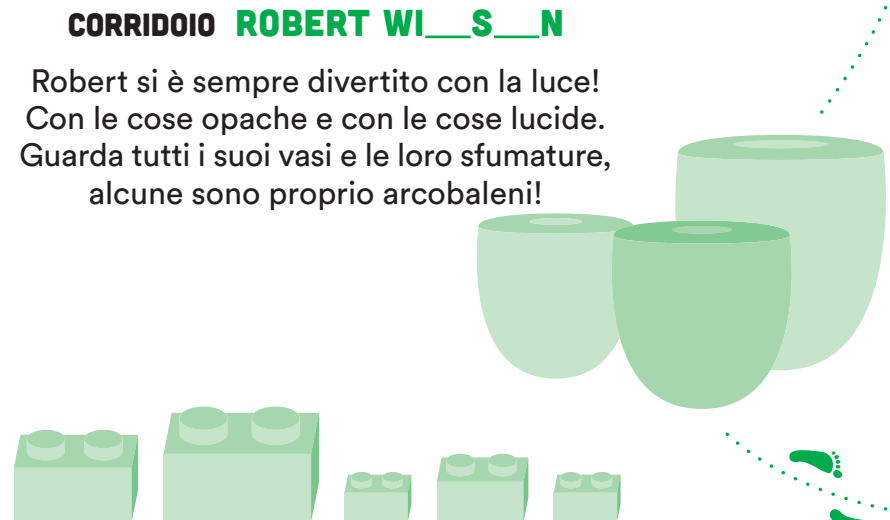 CORRIDOIO ROBERT WI__S__N
Robert si è sempre divertito con la luce!
Con le cose opache e con le cose lucide.
Guarda tutti i suoi vasi e le loro sfumature,
alcune sono proprio arcobaleni!